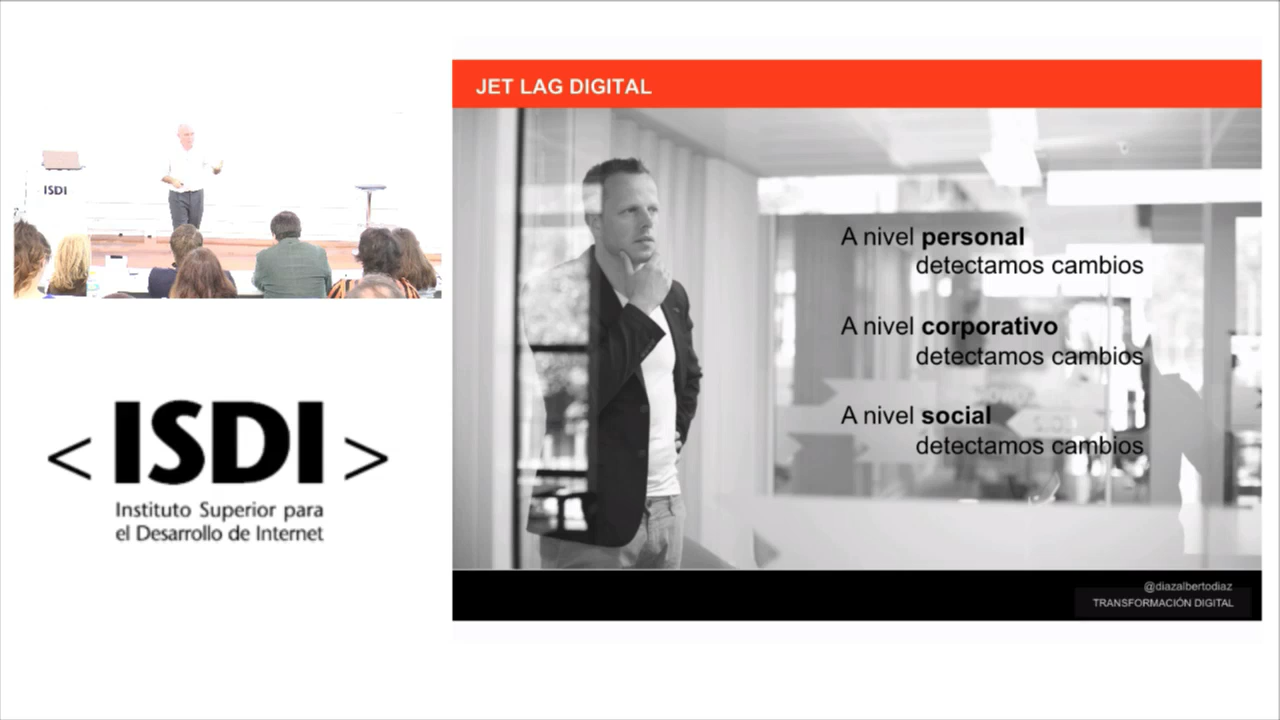 ISDI
< ISDI >
Instituto Superior para
el Desarrollo de Internet
JET LAG DIGITAL
A nivel personal
detectamos cambios
A nivel corporativo
detectamos cambios
A nivel social
detectamos cambios
@diazalbertodiaz
TRANSFORMACIÓN DIGITAL